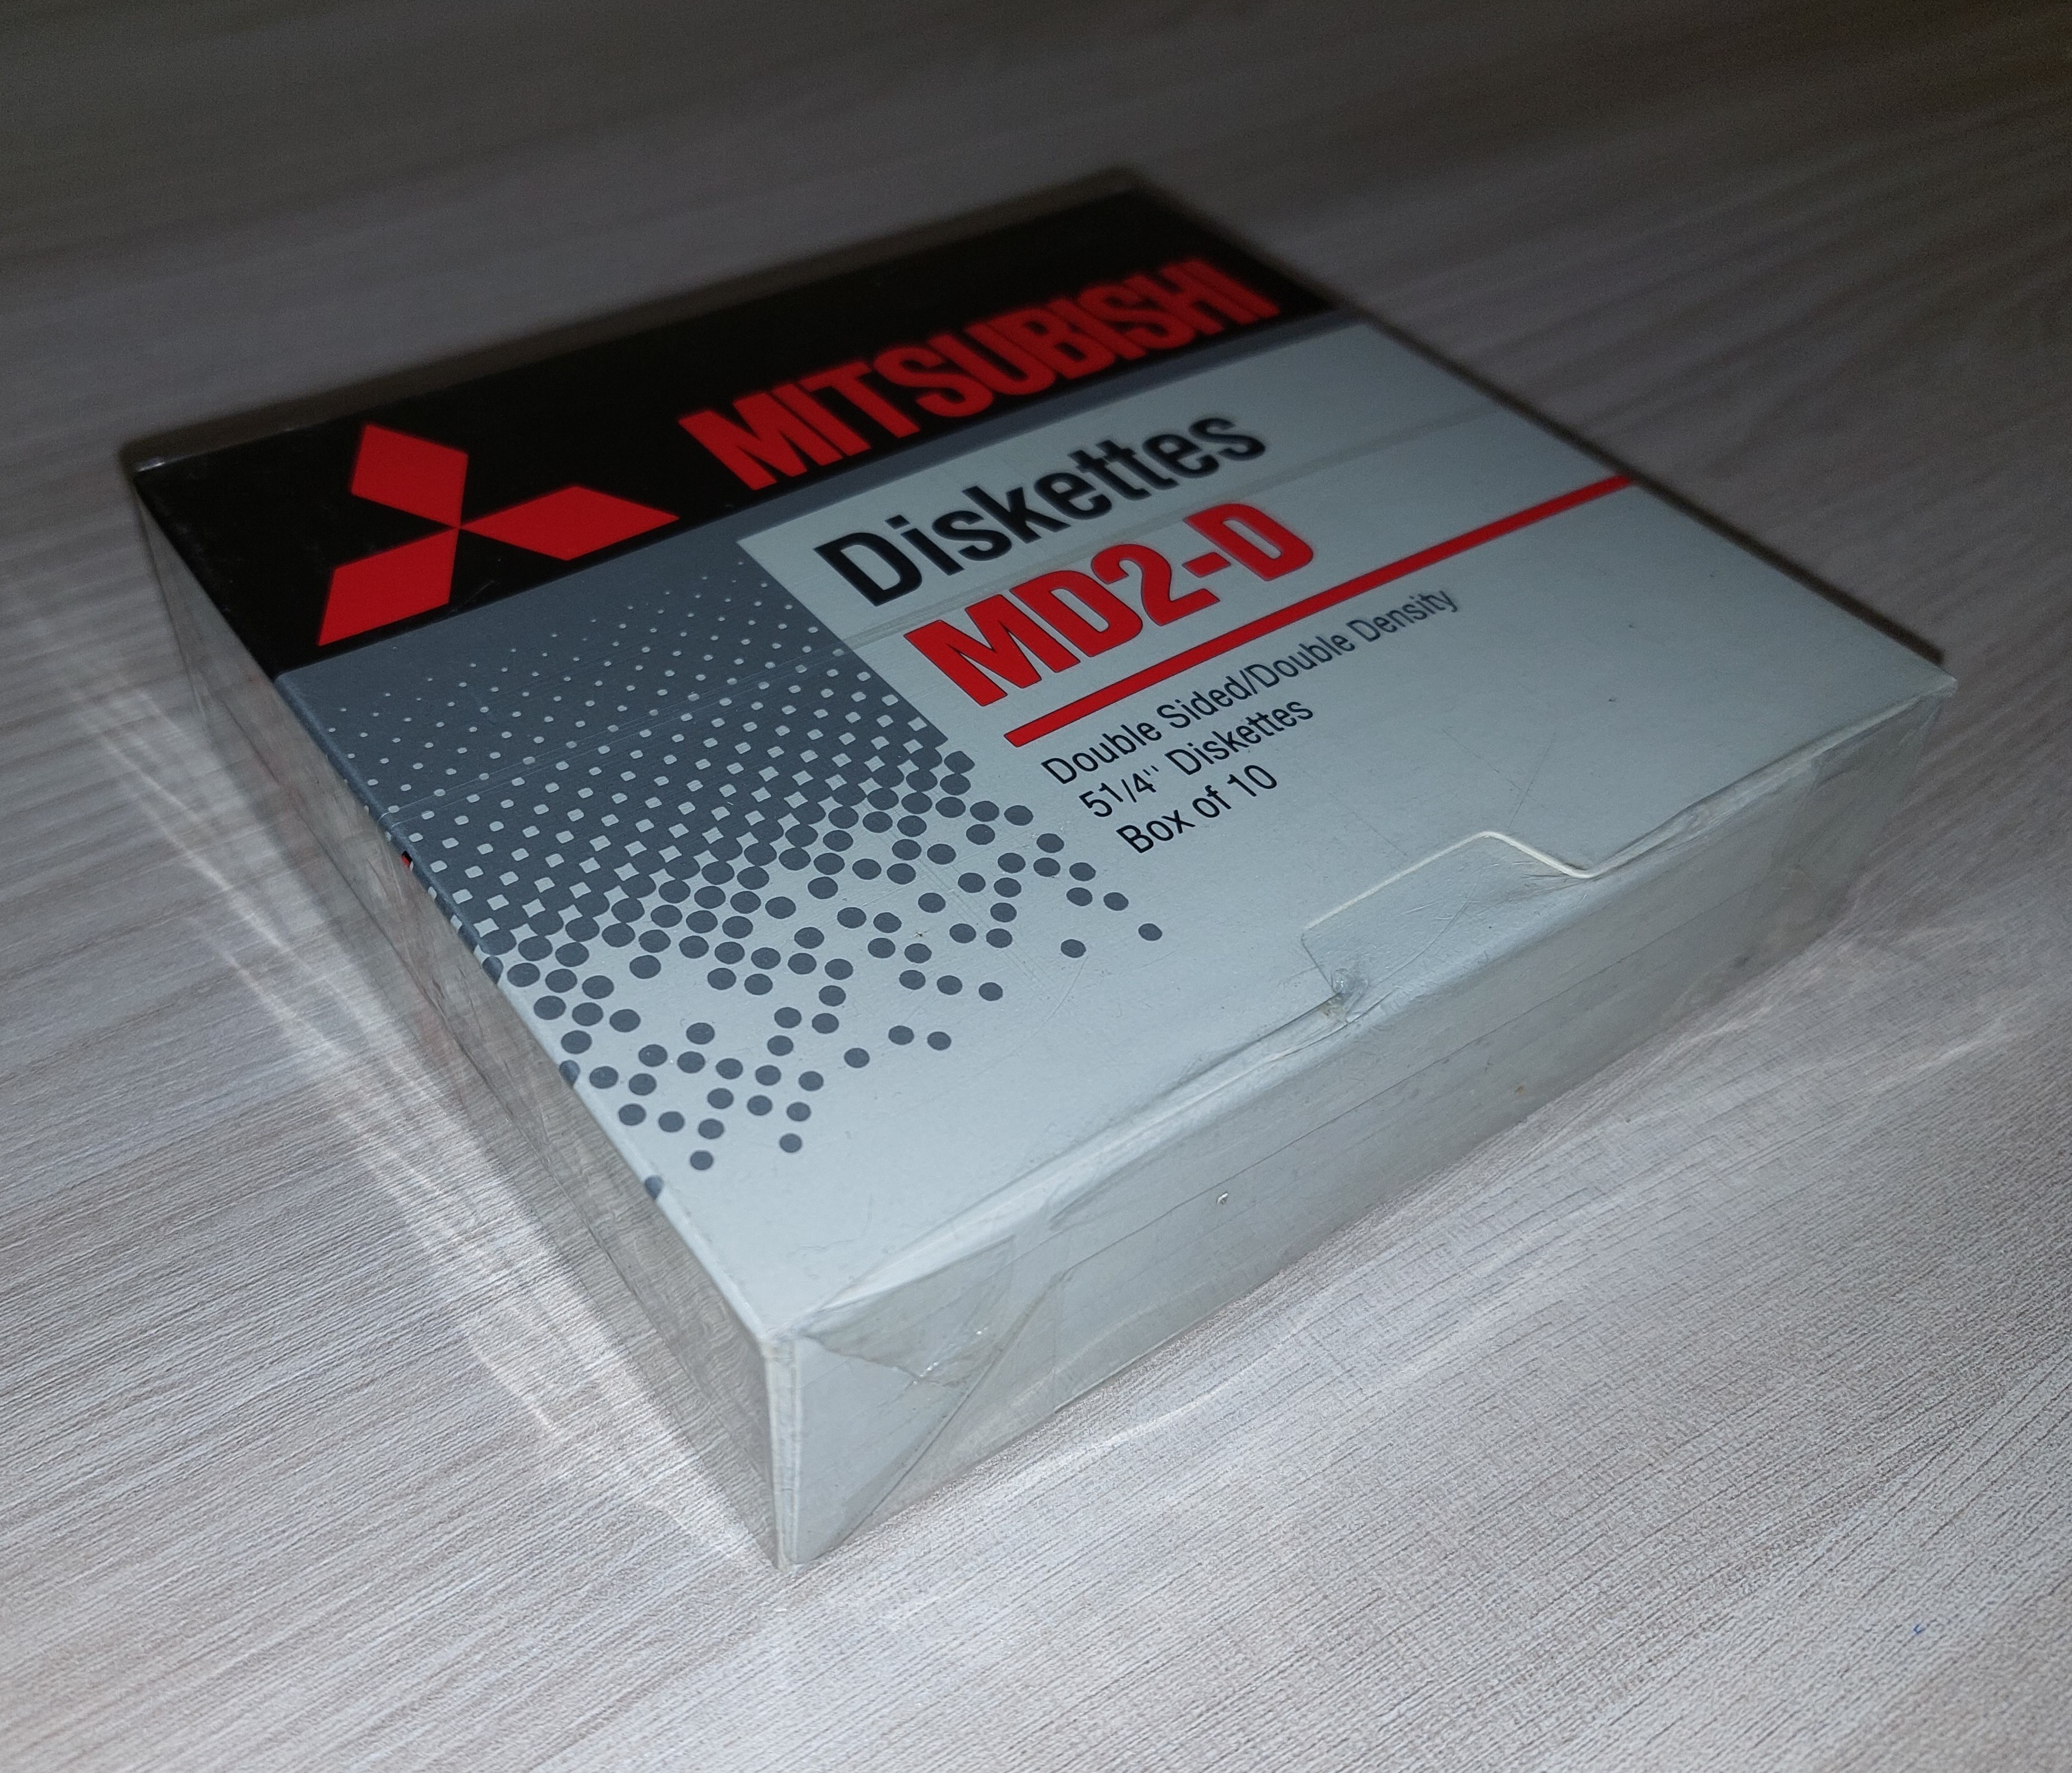 MITSUBISHI
Diskettes
MD2-D
Double Sided/Double Density
51/4" Diskettes
Box of 10